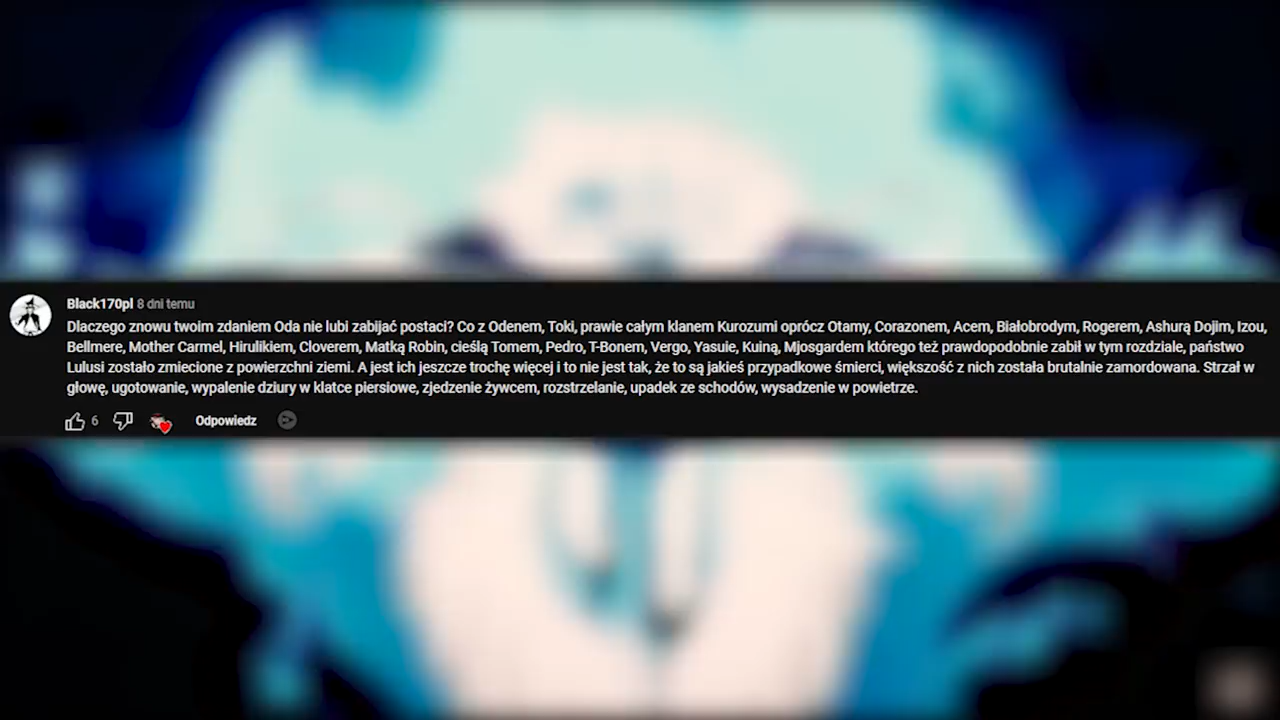 Black170pl 8 dni temu
Dlaczego znowu twoim zdaniem Oda nie lubi zabijać postaci? Co z Odenem, Toki, prawie całym klanem Kurozumi oprócz Otamy, Corazonem, Acem, Białobrodym, Rogerem, Ashurą Dojim, Izou,
Bellmere, Mother Carmel, Hirulikiem, Cloverem, Matką Robin, cieślą Tomem, Pedro, T-Bonem, Vergo, Yasuie, Kuiną, Mjosgardem którego też prawdopodobnie zabił w tym rozdziale, państwo
Lulusi zostało zmiecione z powierzchni ziemi. A jest ich jeszcze trochę więcej i to nie jest tak, że to są jakieś przypadkowe śmierci, większość z nich została brutalnie zamordowana. Strzał w
głowę, ugotowanie, wypalenie dziury w klatce piersiowe, zjedzenie żywcem, rozstrzelanie, upadek ze schodów, wysadzenie w powietrze.
6 Odpowiedz